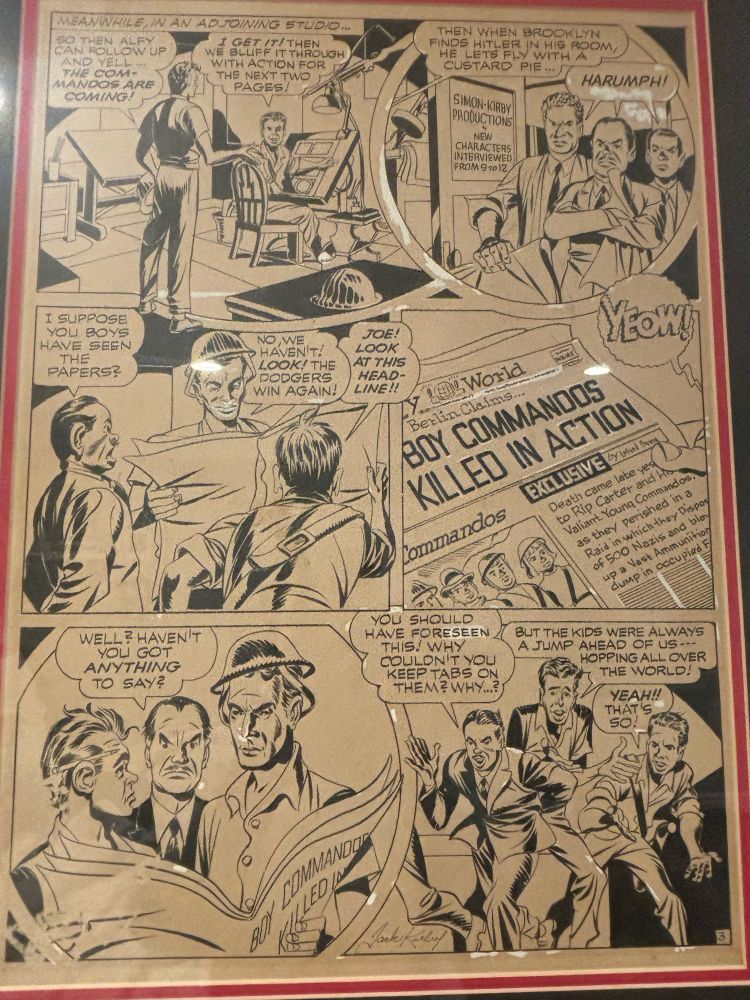 MEANWHILE, IN AN ADJOINING STUDIO...
SO THEN ALFY
CAN FOLLOW UP
AND YELL...
THE COM-
MANDOS ARE
COMING!
I GET IT! THEN
WE BLUFF IT THROUGH
WITH ACTION FOR
THE NEXT TWO
PAGES!
THEN WHEN BROOKLYN
FINDS HITLER IN HIS ROOM,
HE LETS FLY WITH A
CUSTARD PIE...
HARUMPH!
SIMON-KIRBY
PRODUCTIONS
NEW
CHARACTERS
INTERVIEWED
FROM 9 TO 12
I SUPPOSE
YOU BOYS
HAVE SEEN
THE
PAPERS?
NO, WE
HAVEN'T!
LOOK! THE
DODGERS
WIN AGAIN!
JOE!
LOOK
AT THIS
HEAD-
LINE!!
YEOW!
y World
Berlin Claims...
BOY COMMANDOS
KILLED IN ACTION
EXCLUSIVE
by
Death came late yes
to Rip Carter and His
Valiant Young Commandos,
as they perished in a
Raid in which they Dispos
of 500 Nazis and ble
up a Vast Ammunition
dump in occupied F
Commandos
WELL? HAVEN'T
YOU GOT
ANYTHING
TO SAY?
BOY COMMANDOS
KILLED IN
YOU SHOULD
HAVE FORESEEN
THIS! WHY
COULDN'T YOU
KEEP TABS ON
THEM? WHY...?
BUT THE KIDS WERE ALWAYS
A JUMP AHEAD OF US---
HOPPING ALL OVER
THE WORLD!
YEAH!!
THAT'S
SO!
Jack Kirby
3